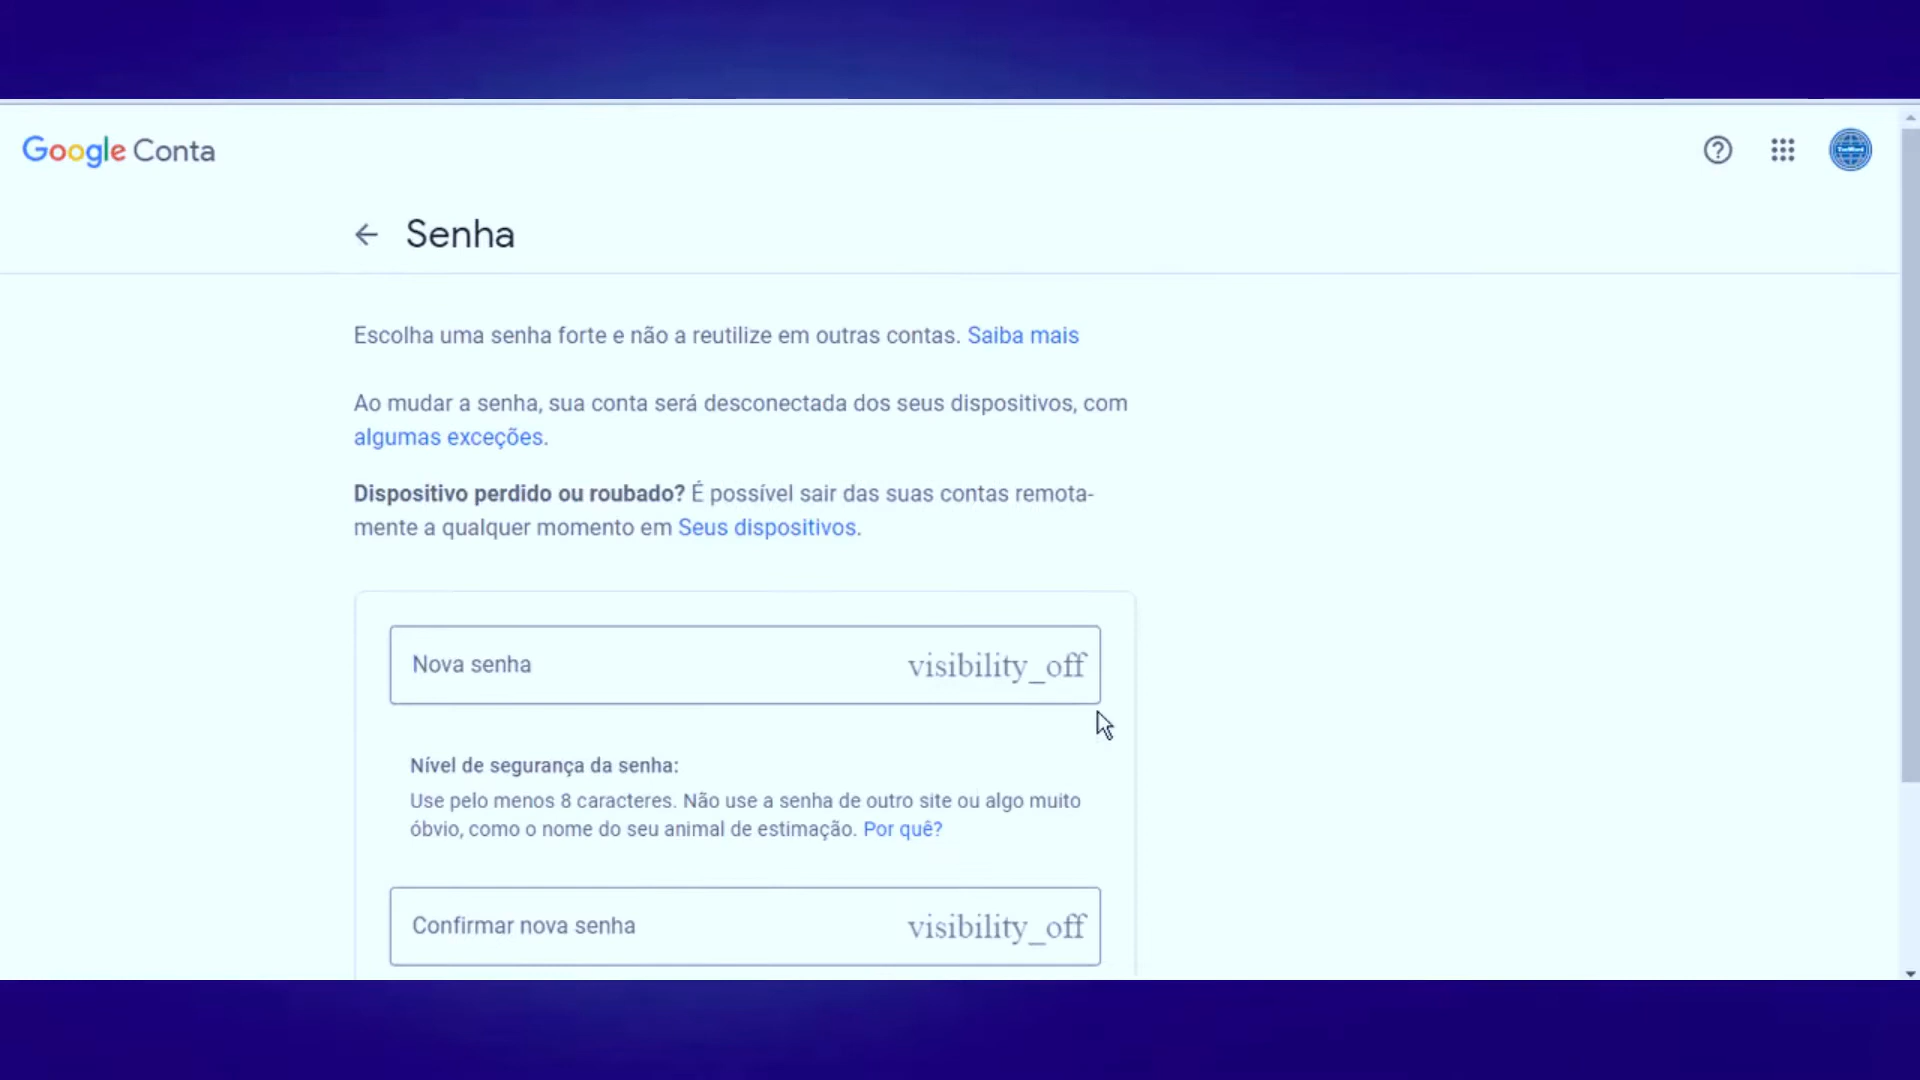 Google Conta
Senha
Escolha uma senha forte e não a reutilize em outras contas. Saiba mais
Ao mudar a senha, sua conta será desconectada dos seus dispositivos, com
algumas exceções.
Dispositivo perdido ou roubado? É possível sair das suas contas remota-
mente a qualquer momento em Seus dispositivos.
Nova senha visibility_off
Nível de segurança da senha:
Use pelo menos 8 caracteres. Não use a senha de outro site ou algo muito
óbvio, como o nome do seu animal de estimação. Por quê?
Confirmar nova senha visibility_off